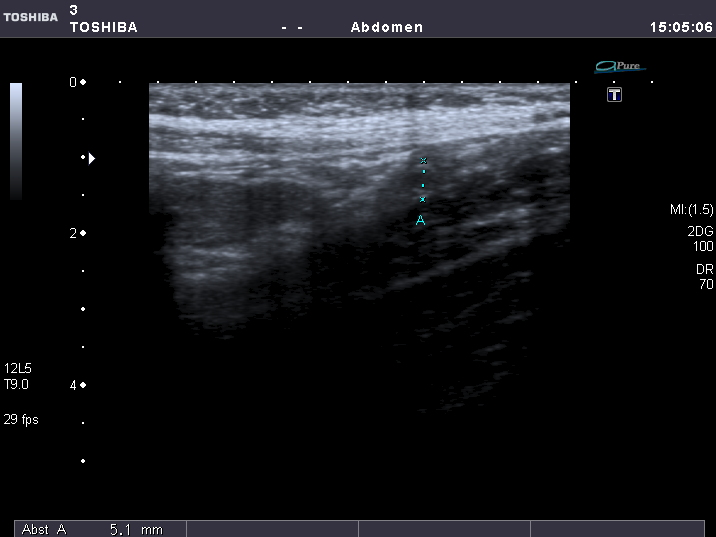 TOSHIBA
3
TOSHIBA - - Abdomen 15:05:06
APure
T
0
2
4
A
MI:(1.5)
2DG
100
DR
70
12L5
T9.0
29 fps
Abst A 5.1 mm